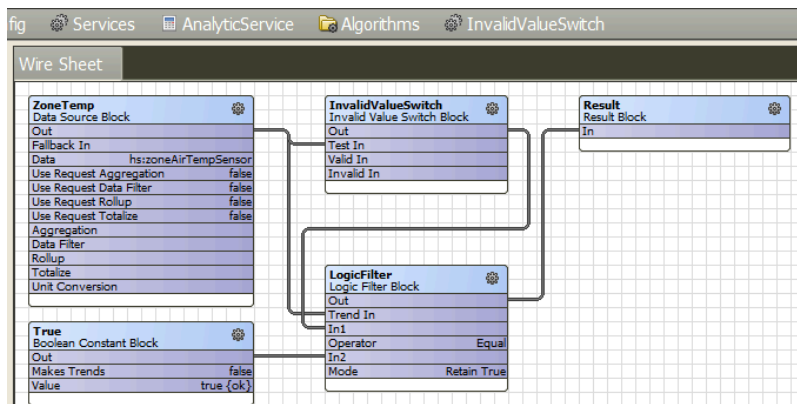 fig Services AnalyticService Algorithms InvalidValueSwitch
Wire Sheet
ZoneTemp
Data Source Block
Out
Fallback In
Data hs:zoneAirTempSensor
Use Request Aggregation false
Use Request Data Filter false
Use Request Rollup false
Use Request Totalize false
Aggregation
Data Filter
Rollup
Totalize
Unit Conversion
True
Boolean Constant Block
Out
Makes Trends false
Value true {ok}
InvalidValueSwitch
Invalid Value Switch Block
Out
Test In
Valid In
Invalid In
LogicFilter
Logic Filter Block
Out
Trend In
In1
Operator Equal
In2
Mode Retain True
Result
Result Block
In